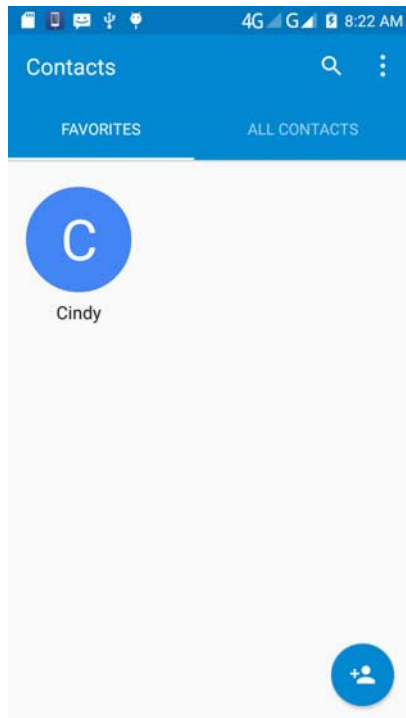 4G G 8:22 AM
Contacts
FAVORITES ALL CONTACTS
C
Cindy